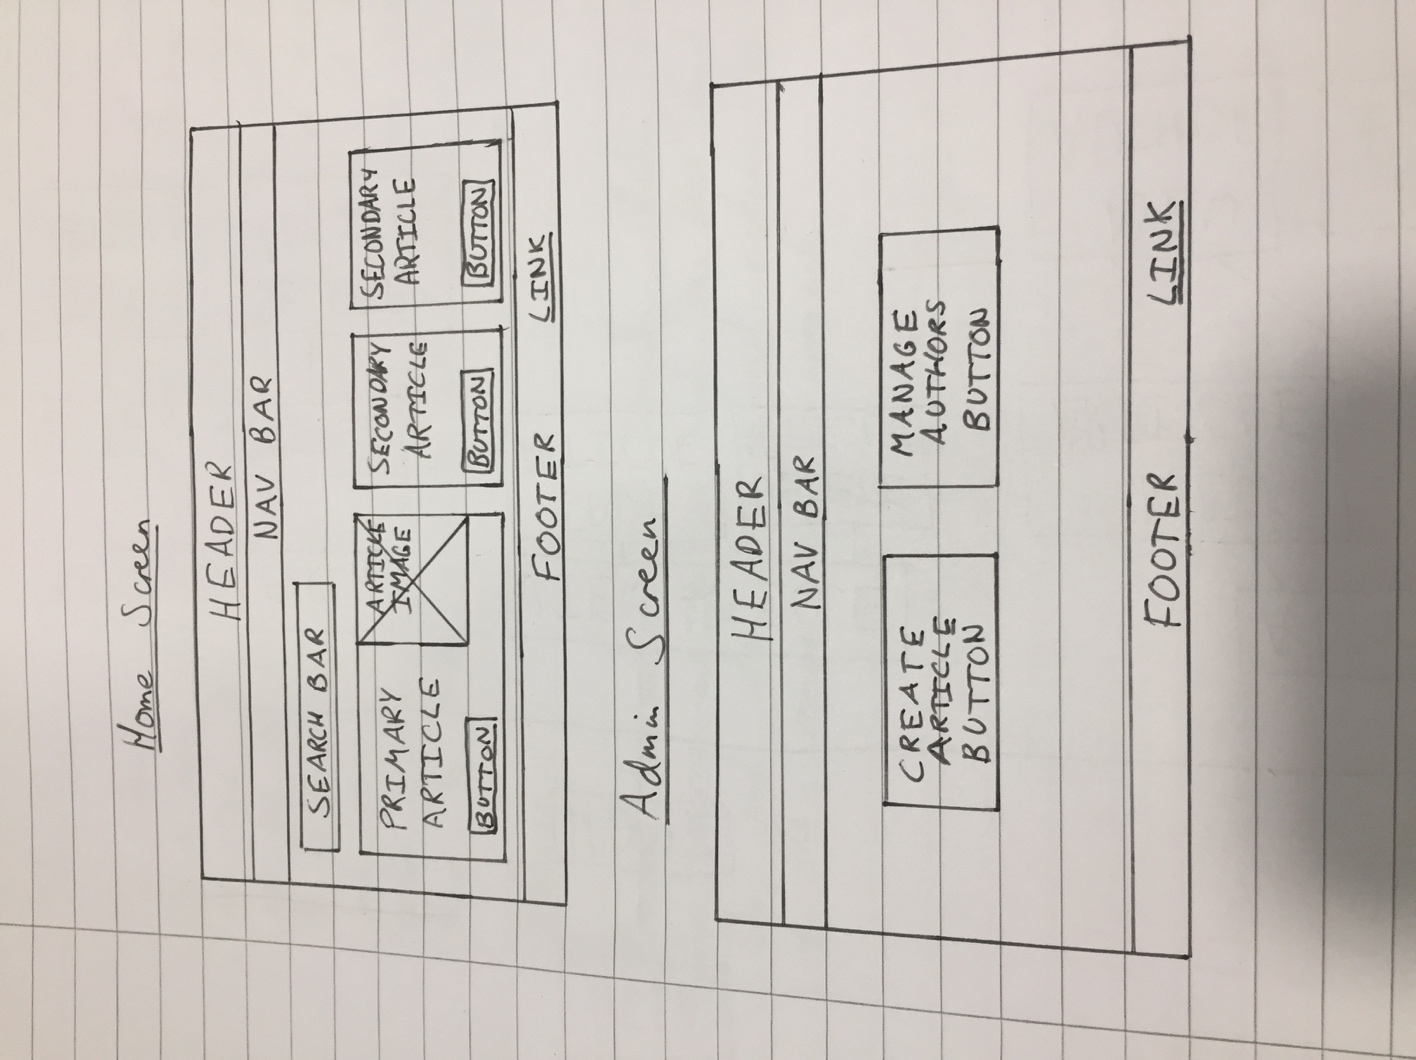 Home Screen
HEADER
NAV BAR
SEARCH BAR
PRIMARY
ARTICLE
BUTTON
ARTICLE
IMAGE
SECONDARY
ARTICLE
BUTTON
SECONDARY
ARTICLE
BUTTON
FOOTER LINK
Admin Screen
HEADER
NAV BAR
CREATE
ARTICLE
BUTTON
MANAGE
AUTHORS
BUTTON
FOOTER LINK